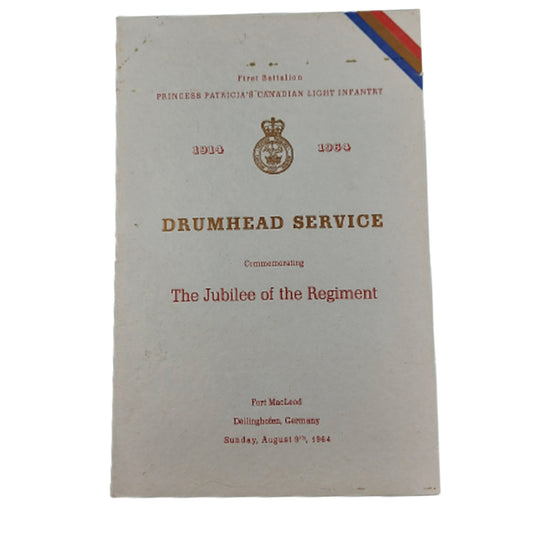 First Battalion
PRINCESS PATRICIA'S CANADIAN LIGHT INFANTRY
1914 1964
DRUMHEAD SERVICE
Commemorating
The Jubilee of the Regiment
Fort MacLeod
Deilinghofen, Germany
Sunday, August 9th, 1964